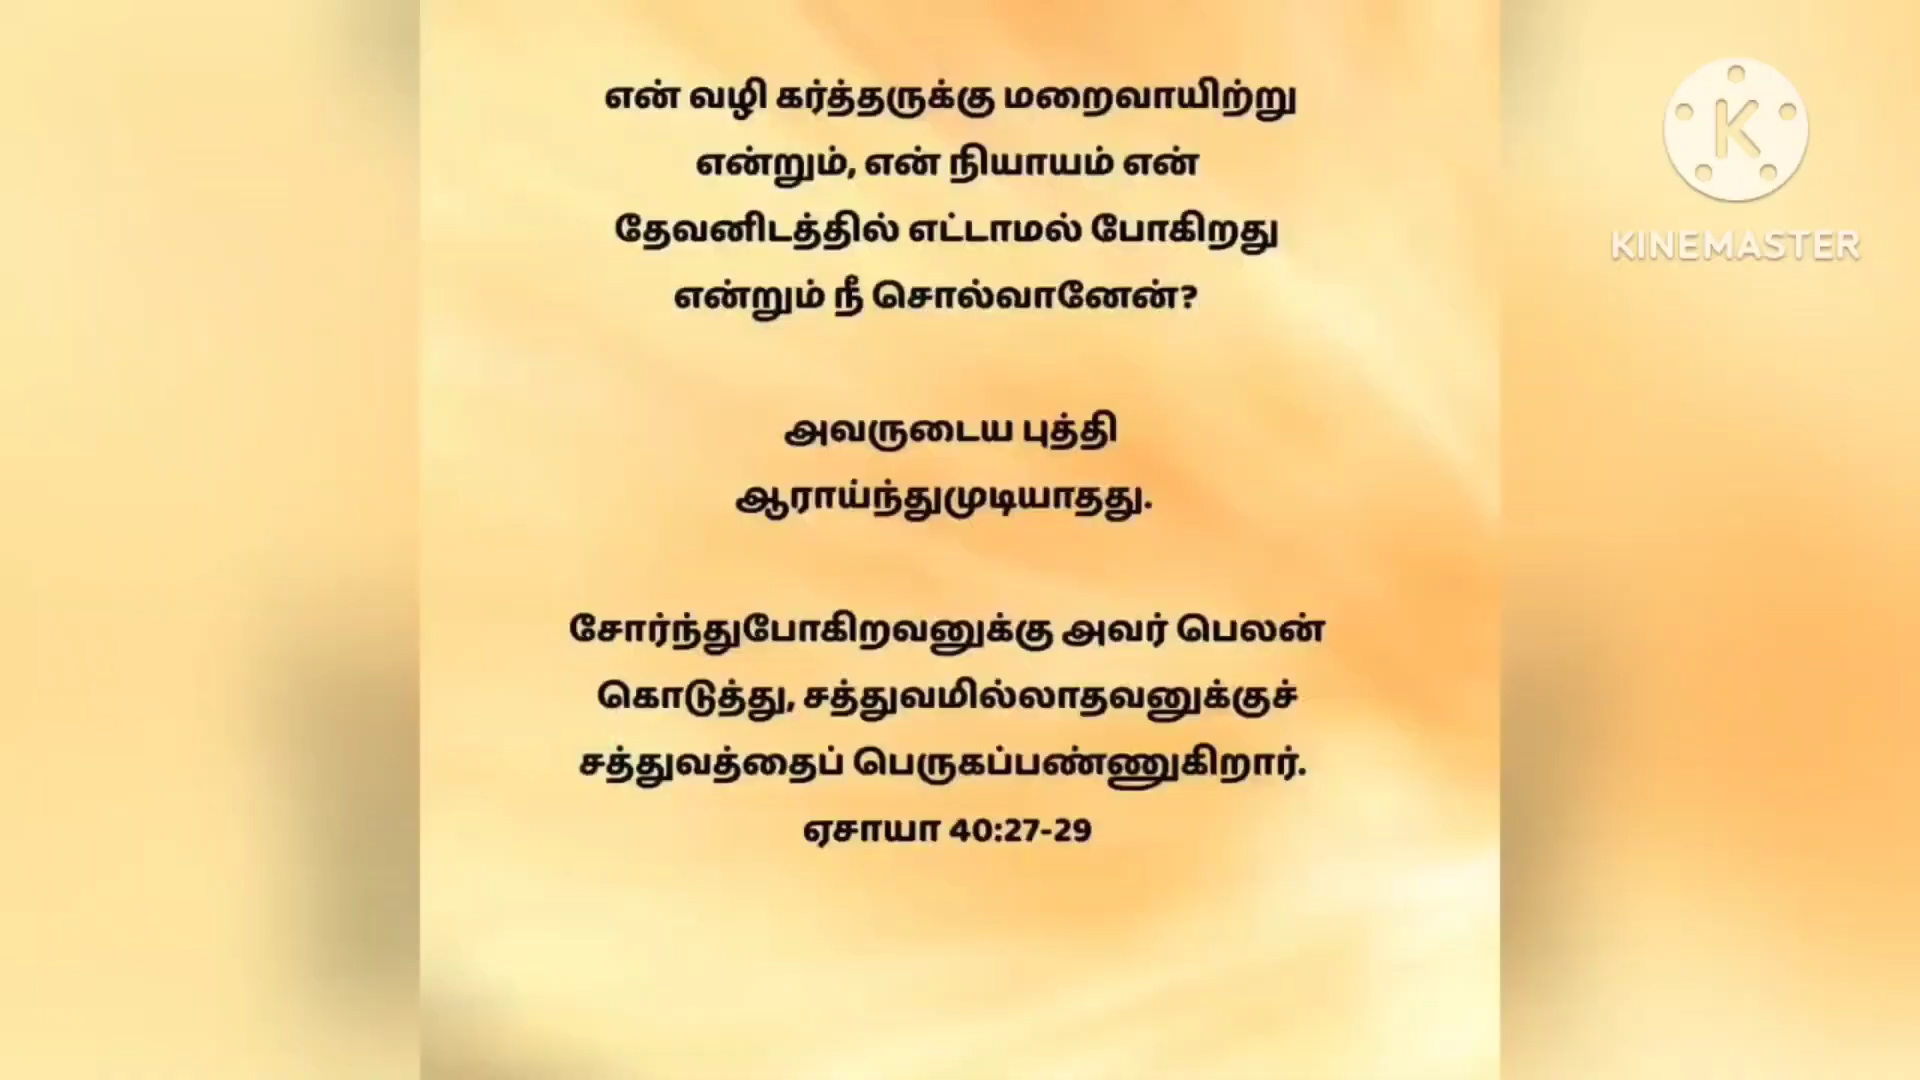 என் வழி கர்த்தருக்கு மறைவாயிற்று
என்றும், என் நியாயம் என்
தேவனிடத்தில் எட்டாமல் போகிறது
என்றும் நீ சொல்வானேன்?
அவருடைய புத்தி
ஆராய்ந்துமுடியாதது.
சோர்ந்துபோகிறவனுக்கு அவர் பெலன்
கொடுத்து, சத்துவமில்லாதவனுக்குச்
சத்துவத்தைப் பெருகப்பண்ணுகிறார்.
ஏசாயா 40:27-29
K
KINEMASTER